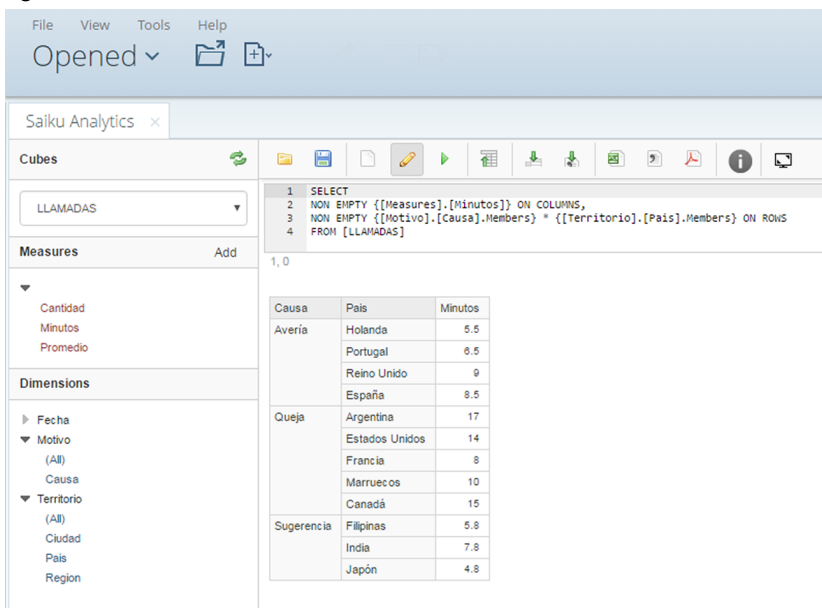 File View Tools Help
Opened
Saiku Analytics ×
Cubes
LLAMADAS
Measures Add
Cantidad
Minutos
Promedio
Dimensions
Fecha
Motivo
(All)
Causa
Territorio
(All)
Ciudad
Pais
Region
1 SELECT
2 NON EMPTY {[Measures].[Minutos]} ON COLUMNS,
3 NON EMPTY {[Motivo].[Causa].Members} * {[Territorio].[Pais].Members} ON ROWS
4 FROM [LLAMADAS]
1, 0
Causa Pais Minutos
Avería Holanda 5.5
Portugal 6.5
Reino Unido 9
España 8.5
Queja Argentina 17
Estados Unidos 14
Francia 8
Marruecos 10
Canadá 15
Sugerencia Filipinas 5.8
India 7.8
Japón 4.8